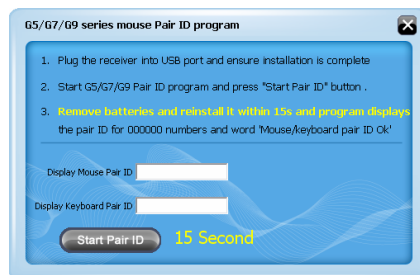 G5/G7/G9 series mouse Pair ID program
1. Plug the receiver into USB port and ensure installation is complete
2. Start G5/G7/G9 Pair ID program and press "Start Pair ID" button .
3. Remove batteries and reinstall it within 15s and program displays
the pair ID for 000000 numbers and word 'Mouse/keyboard pair ID Ok'
Display Mouse Pair ID
Display Keyboard Pair ID
Start Pair ID 15 Second